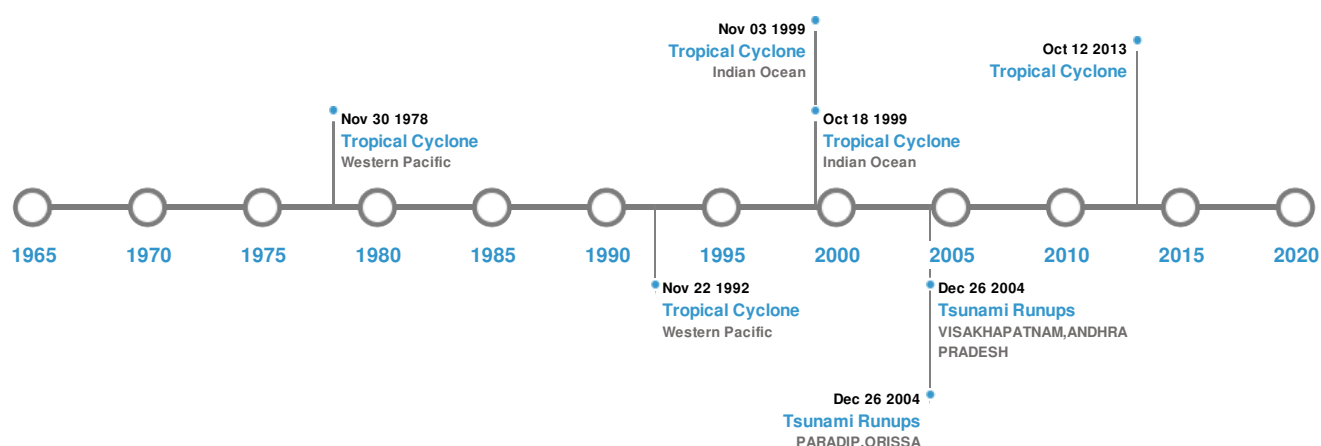 Nov 03 1999
Tropical Cyclone
Indian Ocean
Oct 12 2013
Tropical Cyclone
Nov 30 1978
Tropical Cyclone
Western Pacific
Oct 18 1999
Tropical Cyclone
Indian Ocean
1965 1970 1975 1980 1985 1990 1995 2000 2005 2010 2015 2020
Nov 22 1992
Tropical Cyclone
Western Pacific
Dec 26 2004
Tsunami Runups
VISAKHAPATNAM,ANDHRA
PRADESH
Dec 26 2004
Tsunami Runups
PARADIP,ORISSA